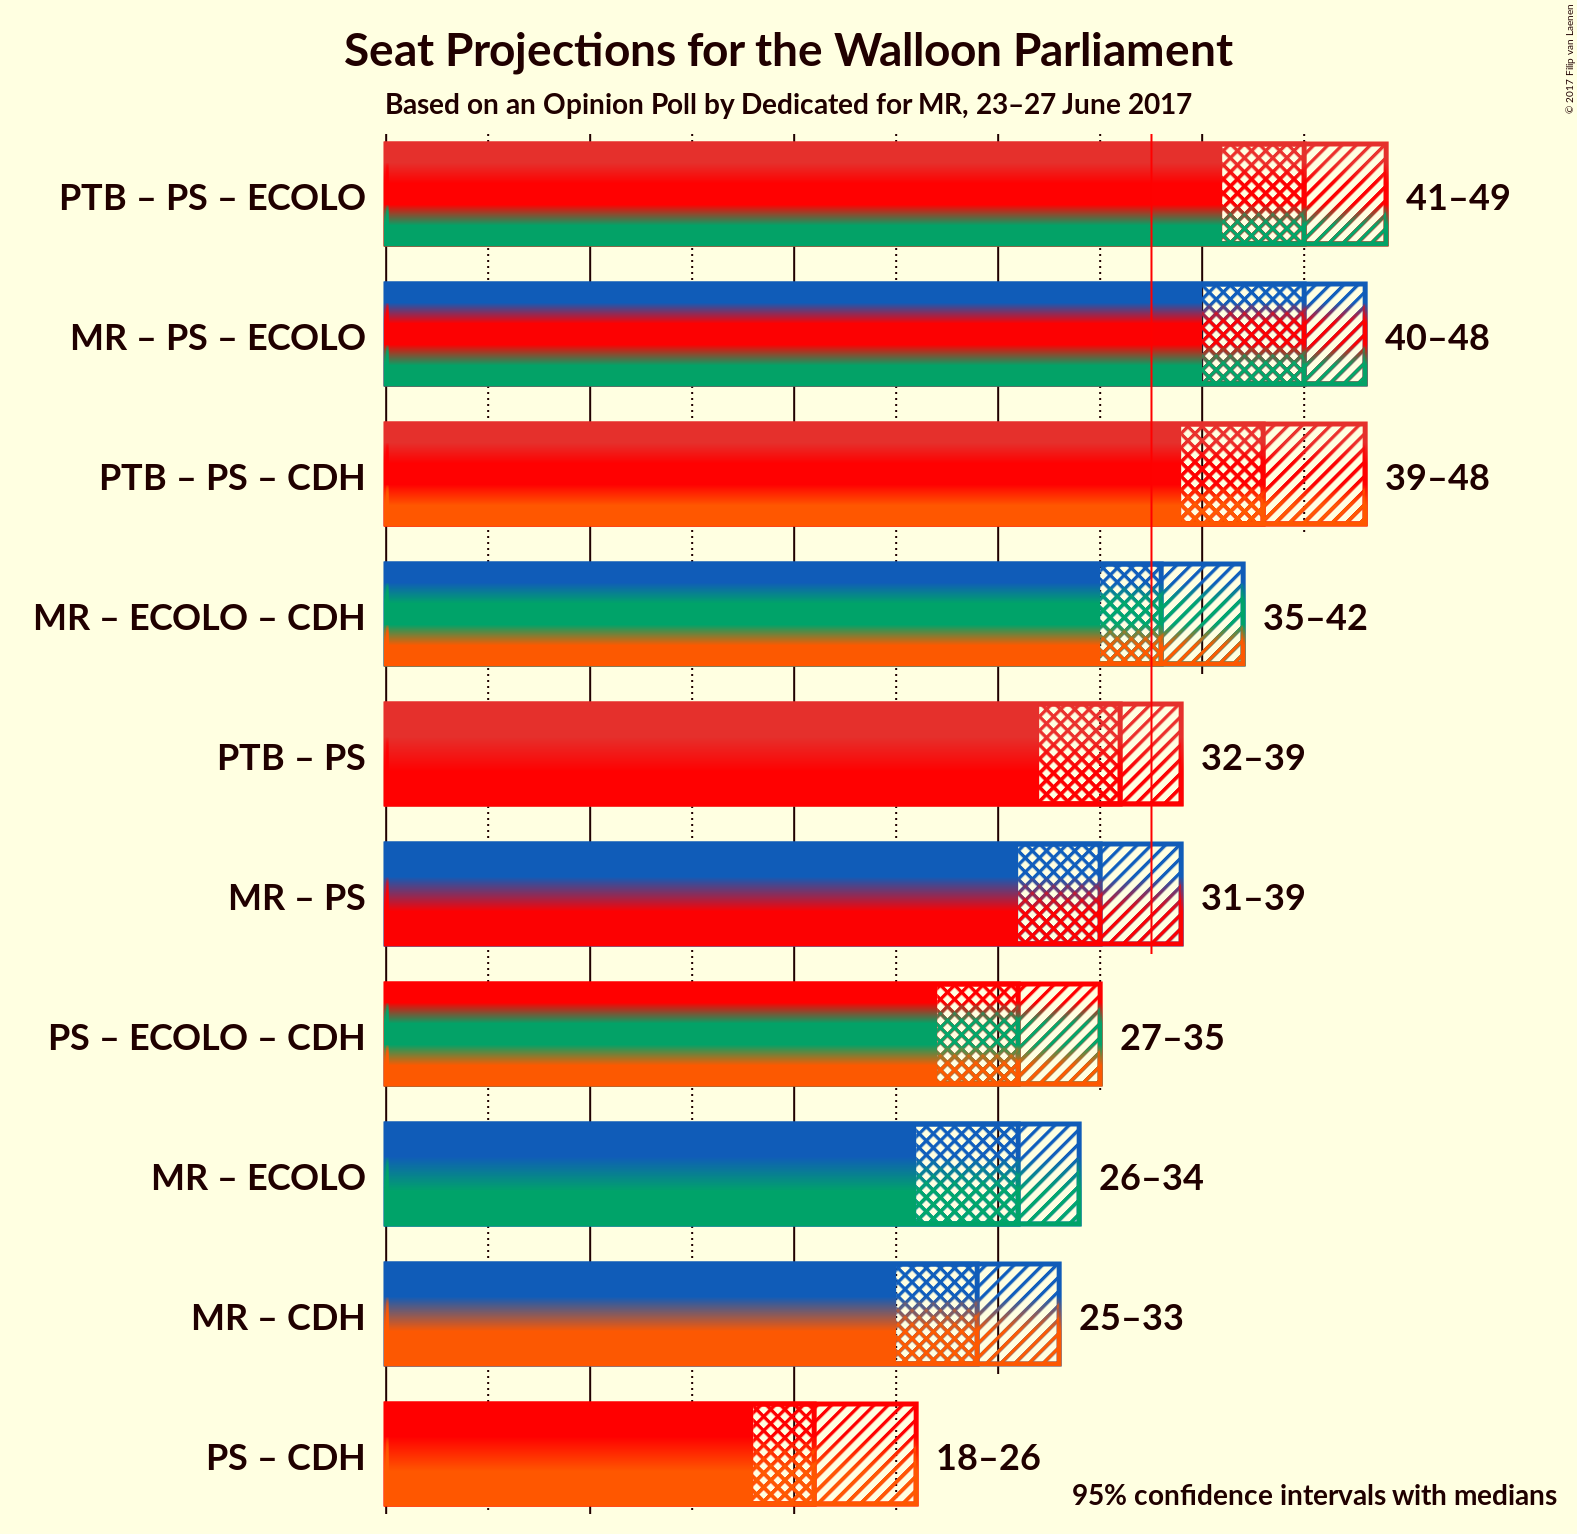 Seat Projections for the Walloon Parliament
Based on an Opinion Poll by Dedicated for MR, 23–27 June 2017
© 2017 Filip van Laenen
PTB – PS – ECOLO 41–49
MR – PS – ECOLO 40–48
PTB – PS – CDH 39–48
MR – ECOLO – CDH 35–42
PTB – PS 32–39
MR – PS 31–39
PS – ECOLO – CDH 27–35
MR – ECOLO 26–34
MR – CDH 25–33
PS – CDH 18–26
95% confidence intervals with medians